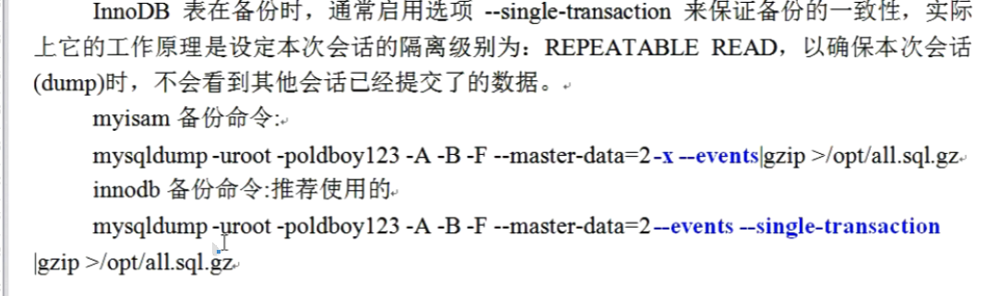 InnoDB 表在备份时，通常启用选项 --single-transaction 来保证备份的一致性，实际
上它的工作原理是设定本次会话的隔离级别为：REPEATABLE READ，以确保本次会话
(dump)时，不会看到其他会话已经提交了的数据。
myisam 备份命令:
mysqldump -uroot -poldboy123 -A -B -F --master-data=2 -x --events|gzip >/opt/all.sql.gz
innodb 备份命令:推荐使用的
mysqldump -uroot -poldboy123 -A -B -F --master-data=2 --events --single-transaction
|gzip >/opt/all.sql.gz